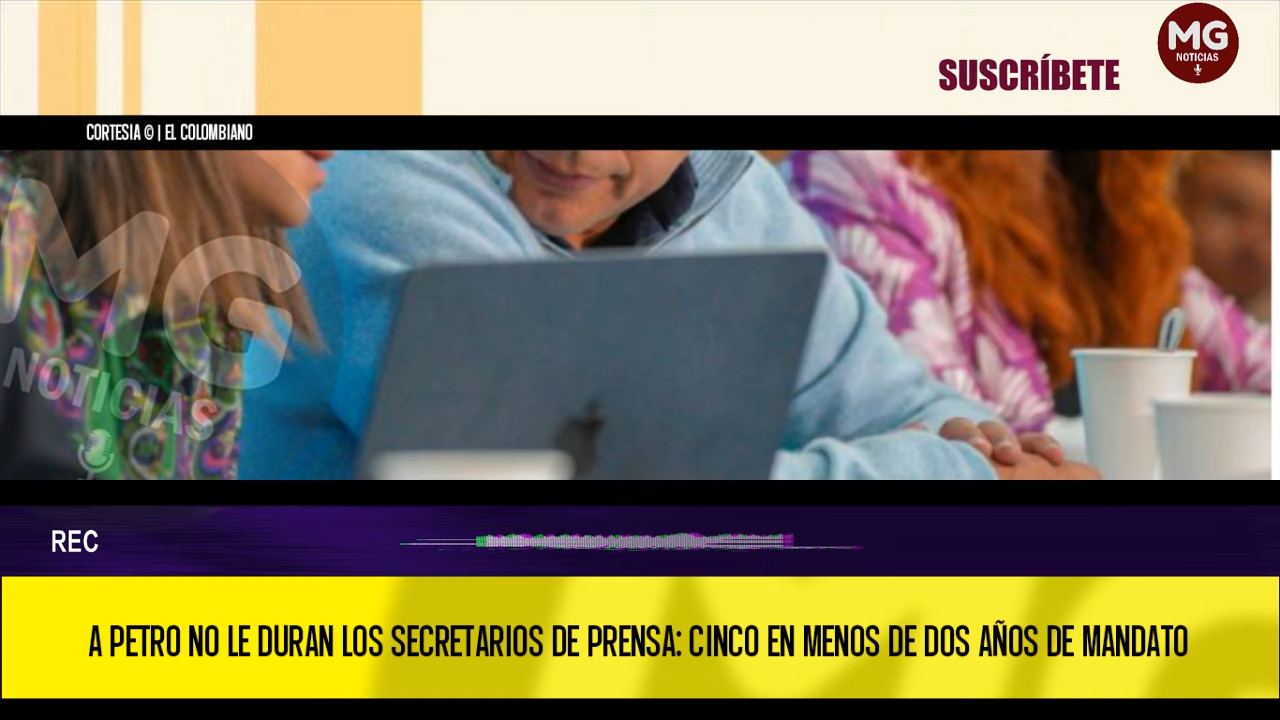 MG
NOTICIAS
SUSCRÍBETE
CORTESIA © | EL COLOMBIANO
MG
NOTICIAS
REC
A PETRO NO LE DURAN LOS SECRETARIOS DE PRENSA: CINCO EN MENOS DE DOS AÑOS DE MANDATO